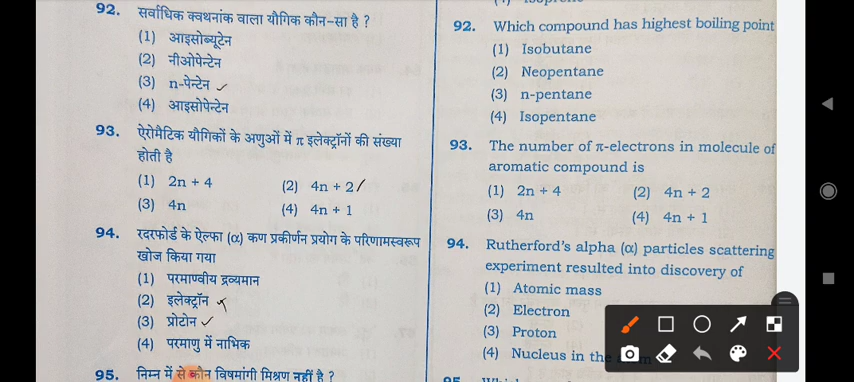 92. सर्वाधिक क्वथनांक वाला यौगिक कौन-सा है ?
(1) आइसोब्यूटेन
(2) नीओपेन्टेन
(3) n-पेन्टेन
(4) आइसोपेन्टेन
93. ऐरोमैटिक यौगिकों के अणुओं में π इलेक्ट्रॉनों की संख्या
होती है
(1) 2n + 4 (2) 4n + 2
(3) 4n (4) 4n + 1
94. रदरफोर्ड के ऐल्फा (α) कण प्रकीर्णन प्रयोग के परिणामस्वरूप
खोज किया गया
(1) परमाण्वीय द्रव्यमान
(2) इलेक्ट्रॉन
(3) प्रोटोन
(4) परमाणु में नाभिक
95. निम्न में से कौन विषमांगी मिश्रण नहीं है ?
92. Which compound has highest boiling point
(1) Isobutane
(2) Neopentane
(3) n-pentane
(4) Isopentane
93. The number of π-electrons in molecule of
aromatic compound is
(1) 2n + 4 (2) 4n + 2
(3) 4n (4) 4n + 1
94. Rutherford's alpha (α) particles scattering
experiment resulted into discovery of
(1) Atomic mass
(2) Electron
(3) Proton
(4) Nucleus in the